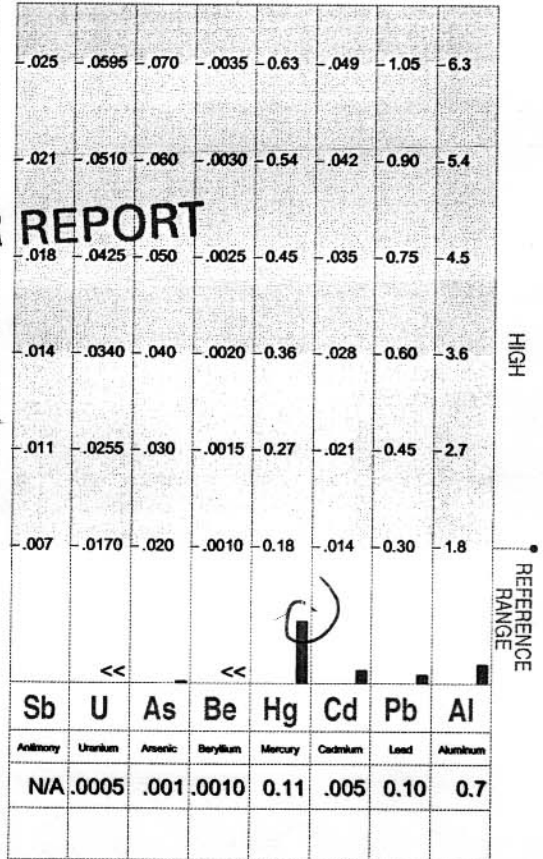 .025 .0595 .070 .0035 0.63 .049 1.05 6.3
.021 .0510 .060 .0030 0.54 .042 0.90 5.4
REPORT
.018 .0425 .050 .0025 0.45 .035 0.75 4.5
.014 .0340 .040 .0020 0.36 .028 0.60 3.6
HIGH
.011 .0255 .030 .0015 0.27 .021 0.45 2.7
.007 .0170 .020 .0010 0.18 .014 0.30 1.8
REFERENCE
RANGE
<< <<
Sb U As Be Hg Cd Pb Al
Antimony Uranium Arsenic Beryllium Mercury Cadmium Lead Aluminum
N/A .0005 .001 .0010 0.11 .005 0.10 0.7